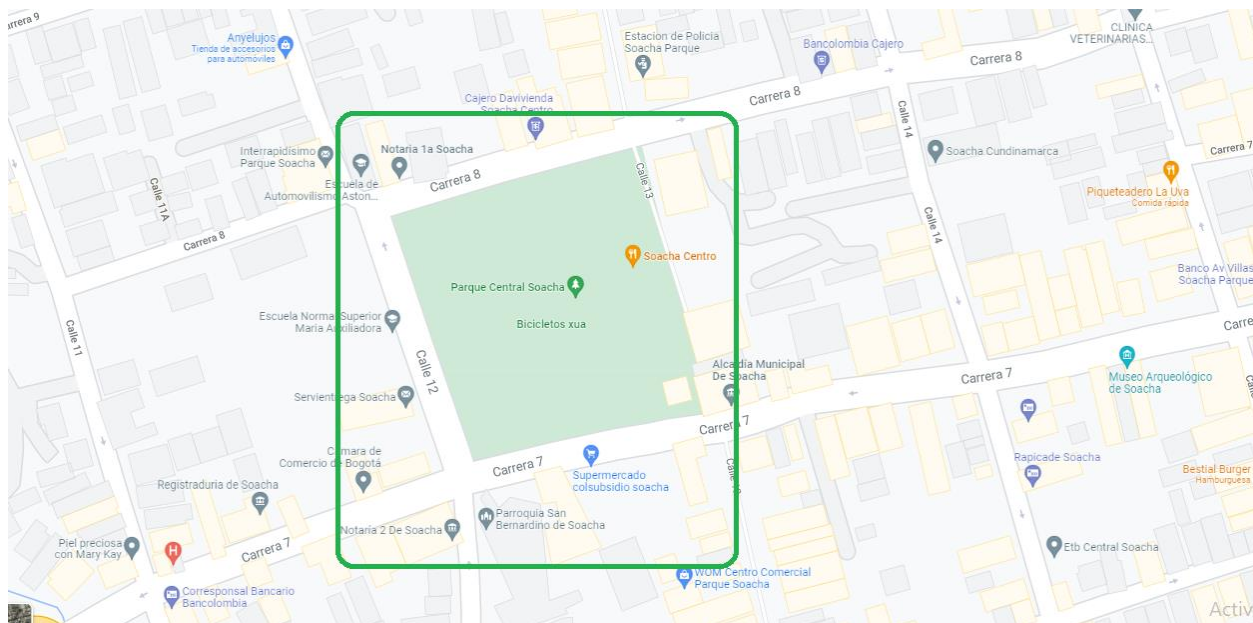 arrera 9
Anyelujos
Tienda de accesorios
para automóviles
Estacion de Policía
Soacha Parque
Bancolombia Cajero
CLINICA
VETERINARIAS...
Carrera 8
Cajero Davivienda
Soacha Centro
Carrera 8
Calle 14
Interrapidísimo
Parque Soacha
Notaria 1a Soacha
Soacha Cundinamarca
Carrera 7
Escuela de
Automovilismo Aston...
Carrera 8
Calle 13
Piqueteadero La Uva
Comida rápida
Calle 11A
Carrera 8
Calle 14
Soacha Centro
Parque Central Soacha
Banco Av Villas
Soacha Parque
Escuela Normal Superior
Maria Auxiliadora
Bicicletos xua
Calle 11
Carre
Calle 12
Alcaldía Municipal
De Soacha
Carrera 7
Museo Arqueológico
de Soacha
Servientrega Soacha
Carrera 7
Cámara de
Comercio de Bogotá
Carrera 7
Supermercado
colsubsidio soacha
Rapicade Soacha
Bestial Burger
Hamburguesa
Registraduria de Soacha
Parroquia San
Bernardino de Soacha
Notaria 2 De Soacha
Piel preciosa
con Mary Kay
H
Carrera 7
Etb Central Soacha
WOM Centro Comercial
Parque Soacha
Corresponsal Bancario
Bancolombia
Activ